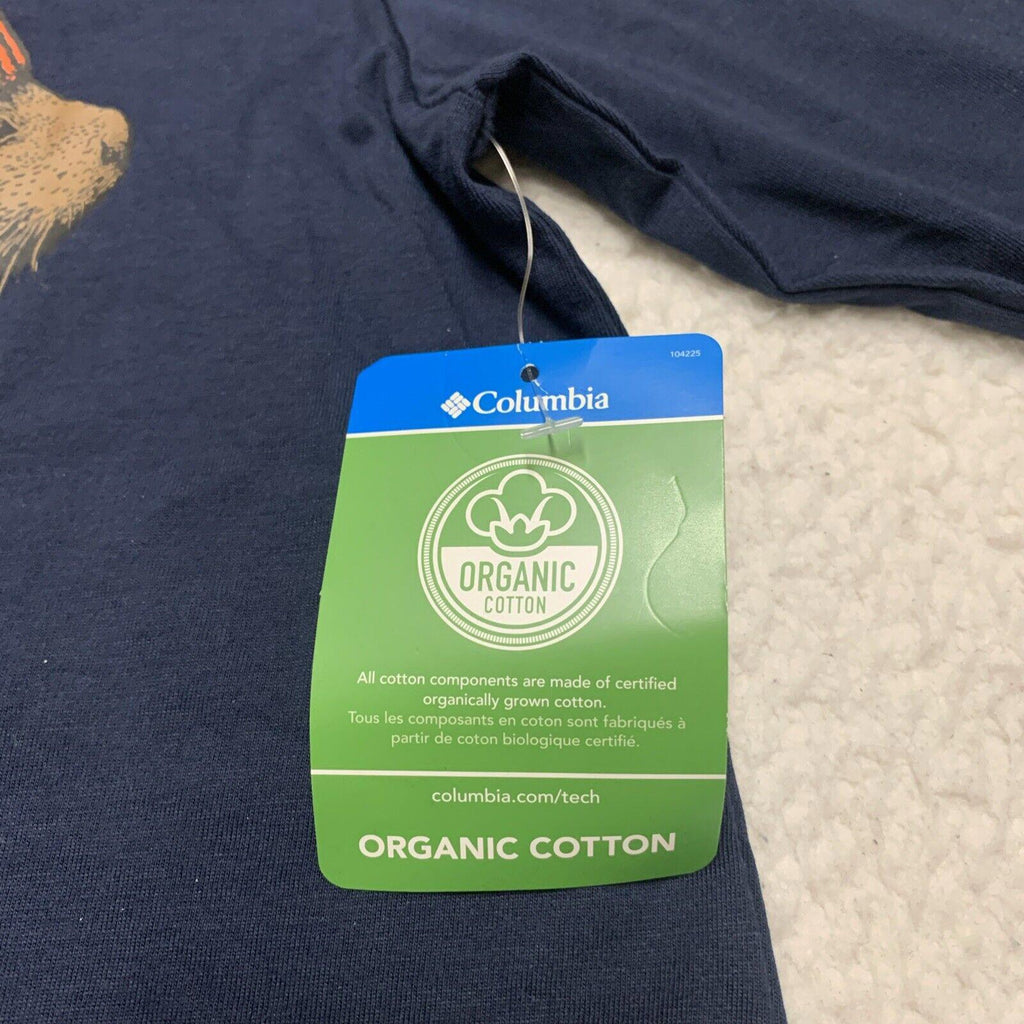 104225
Columbia
ORGANIC
COTTON
All cotton components are made of certified
organically grown cotton.
Tous les composants en coton sont fabriqués à
partir de coton biologique certifié.
columbia.com/tech
ORGANIC COTTON